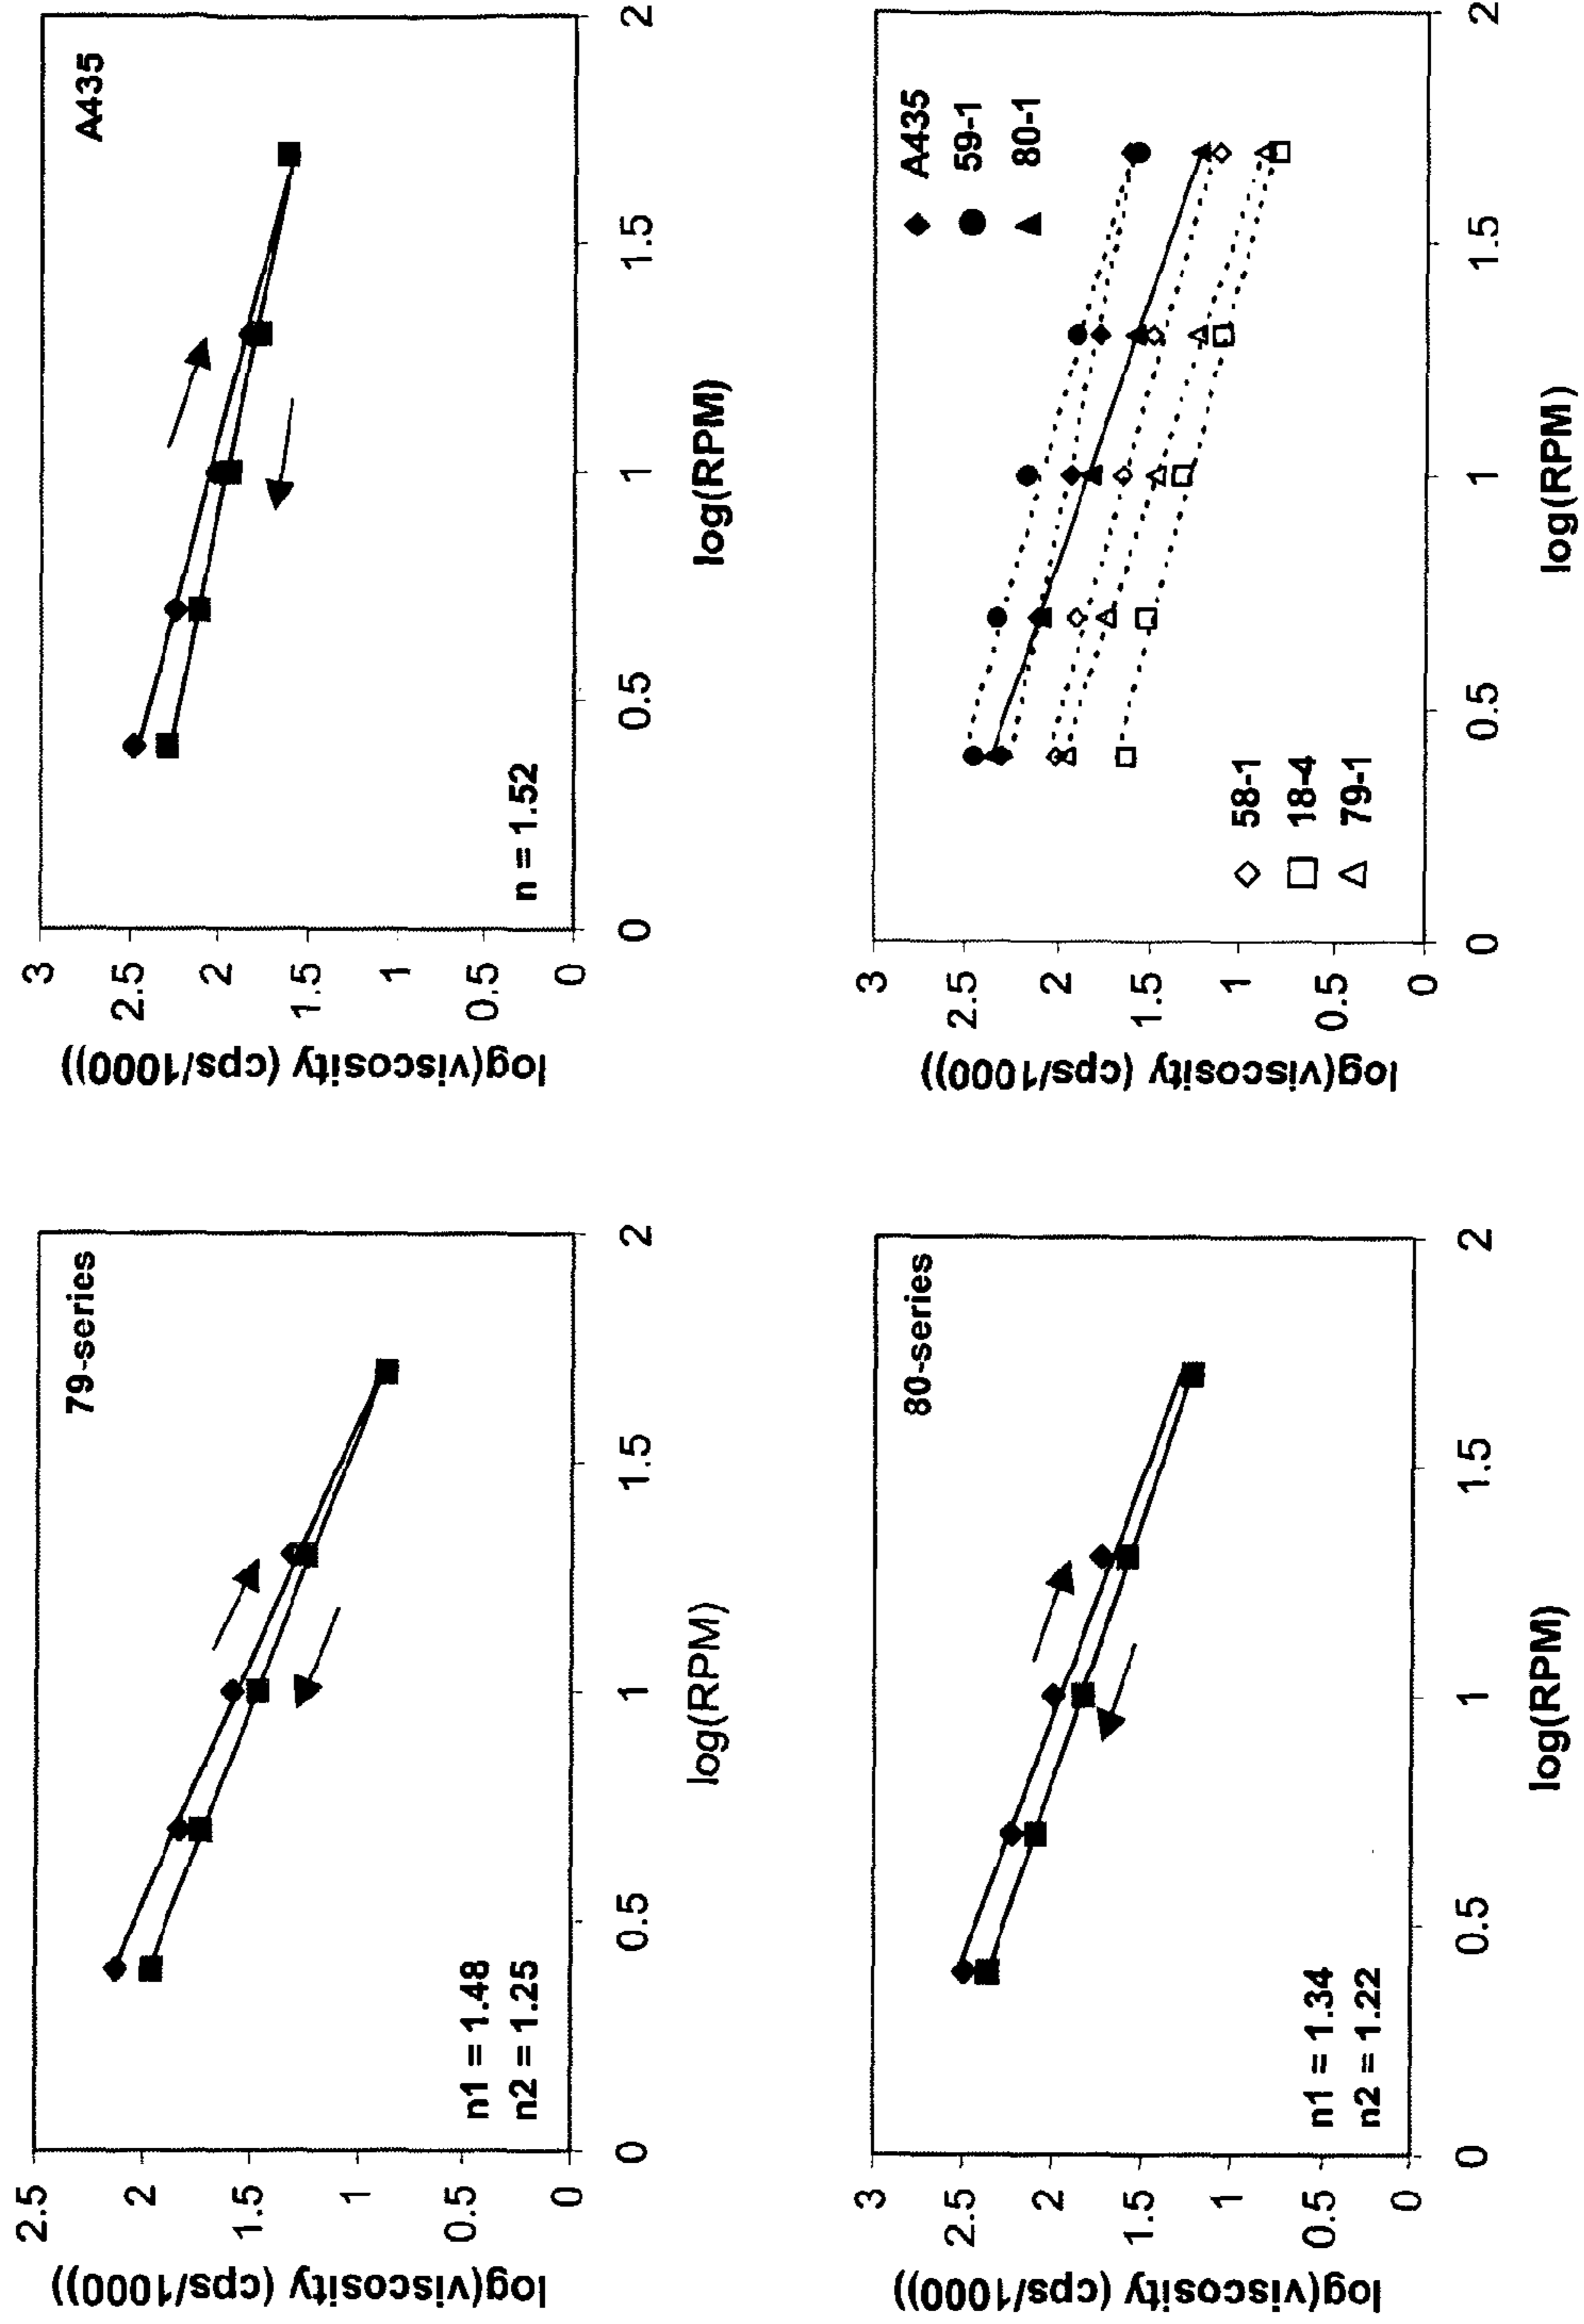 79-series
log(viscosity (cps/1000))
2.5
2
1.5
1
0.5
0
n1 = 1.48
n2 = 1.25
0 0.5 1 1.5 2
log(RPM)
A435
log(viscosity (cps/1000))
3
2.5
2
1.5
1
0.5
0
n = 1.52
0 0.5 1 1.5 2
log(RPM)
80-series
log(viscosity (cps/1000))
3
2.5
2
1.5
1
0.5
0
n1 = 1.34
n2 = 1.22
0 0.5 1 1.5 2
log(RPM)
log(viscosity (cps/1000))
3
2.5
2
1.5
1
0.5
0
A435
59-1
80-1
58-1
18-4
79-1
0 0.5 1 1.5 2
log(RPM)